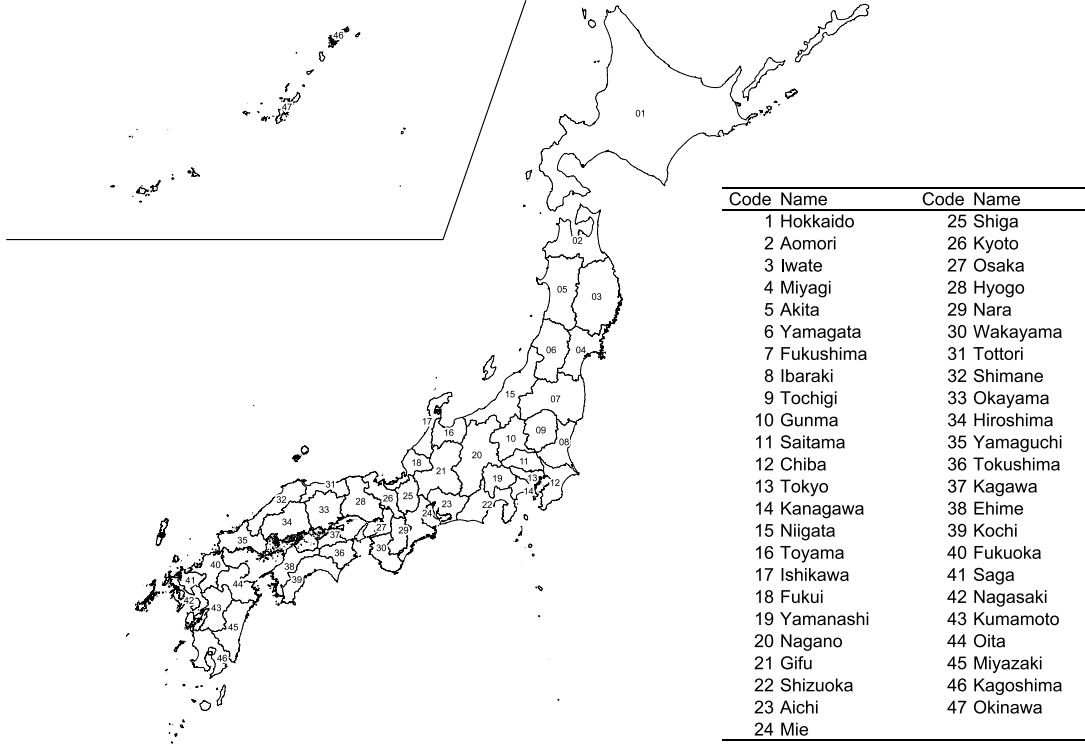 46
47
01
02
05
03
06
04
15
07
17
16
10
09
08
18
21
20
11
19
13
12
14
31
32
28
26
25
23
22
33
24
34
27
29
35
37
30
36
40
38
41
44
39
42
43
45
46
Code Name Code Name
1 Hokkaido 25 Shiga
2 Aomori 26 Kyoto
3 Iwate 27 Osaka
4 Miyagi 28 Hyogo
5 Akita 29 Nara
6 Yamagata 30 Wakayama
7 Fukushima 31 Tottori
8 Ibaraki 32 Shimane
9 Tochigi 33 Okayama
10 Gunma 34 Hiroshima
11 Saitama 35 Yamaguchi
12 Chiba 36 Tokushima
13 Tokyo 37 Kagawa
14 Kanagawa 38 Ehime
15 Niigata 39 Kochi
16 Toyama 40 Fukuoka
17 Ishikawa 41 Saga
18 Fukui 42 Nagasaki
19 Yamanashi 43 Kumamoto
20 Nagano 44 Oita
21 Gifu 45 Miyazaki
22 Shizuoka 46 Kagoshima
23 Aichi 47 Okinawa
24 Mie